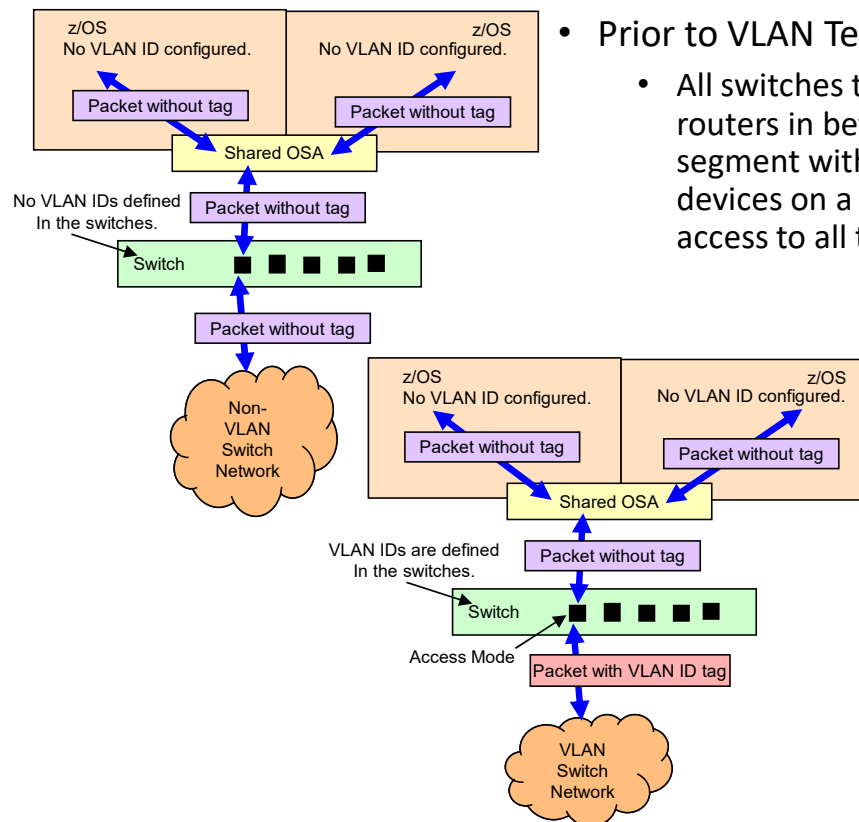 z/OS
No VLAN ID configured.
z/OS
No VLAN ID configured.
Packet without tag
Packet without tag
Shared OSA
No VLAN IDs defined
In the switches.
Packet without tag
Switch
Packet without tag
Non-
VLAN
Switch
Network
• Prior to VLAN Te
• All switches t
routers in be
segment with
devices on a
access to all t
z/OS
No VLAN ID configured.
z/OS
No VLAN ID configured.
Packet without tag
Packet without tag
Shared OSA
VLAN IDs are defined
In the switches.
Packet without tag
Switch
Access Mode
Packet with VLAN ID tag
VLAN
Switch
Network